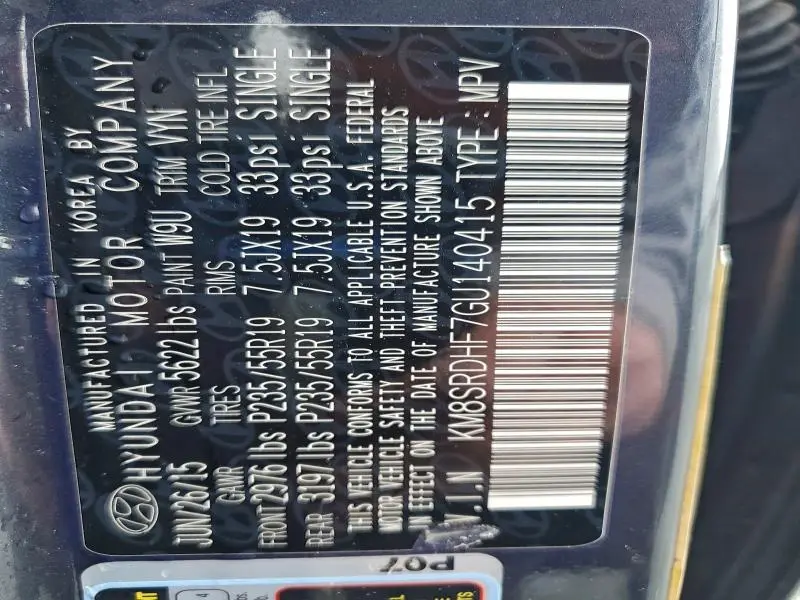 MANUFACTURED IN KOREA BY
HYUNDAI MOTOR COMPANY
JUN/26/15 GVWR 5622 lbs PAINT W9U TRIM VYN
GAWR TIRES RIMS COLD TIRE INFL
FRONT 2976 lbs P235/55R19 7.5JX19 33psi SINGLE
REAR 3197 lbs P235/55R19 7.5JX19 33psi SINGLE
THIS VEHICLE CONFORMS TO ALL APPLICABLE U.S.A. FEDERAL
MOTOR VEHICLE SAFETY AND THEFT PREVENTION STANDARDS
IN EFFECT ON THE DATE OF MANUFACTURE SHOWN ABOVE
V.I.N KM8SRDHF7GU140415 TYPE : MPV
P07
4